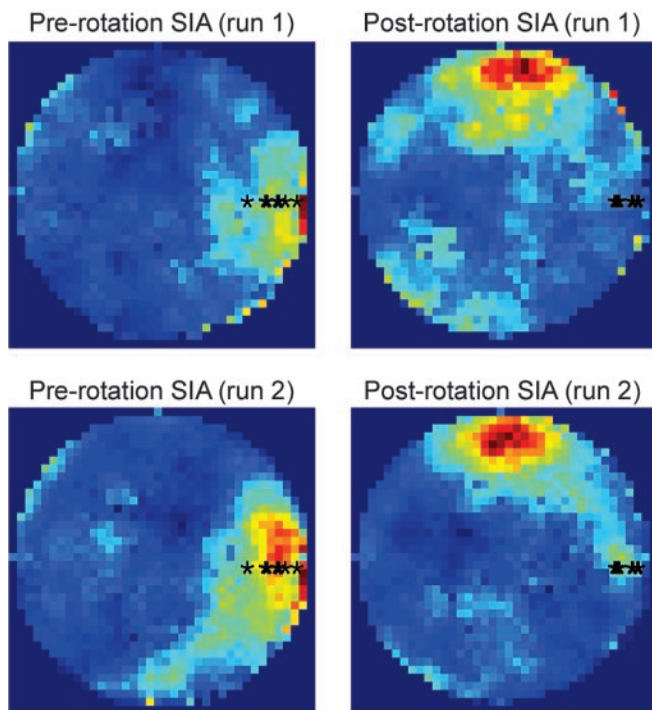 Pre-rotation SIA (run 1)
Post-rotation SIA (run 1)
Pre-rotation SIA (run 2)
Post-rotation SIA (run 2)